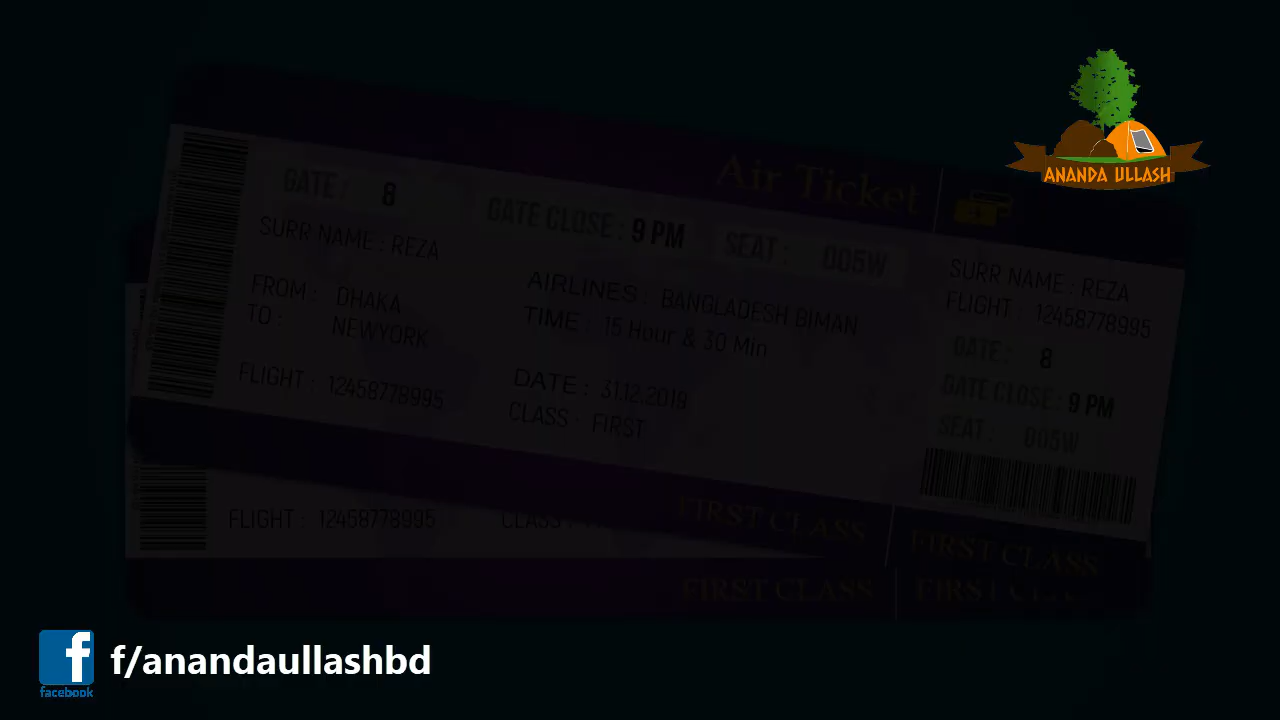 ANANDA ULLASH
Air Ticket
GATE : 8
GATE CLOSE : 9 PM
SEAT : 005W
SURR NAME : REZA
FROM : DHAKA
TO : NEWYORK
FLIGHT : 12458778995
AIRLINES : BANGLADESH BIMAN
TIME : 15 Hour & 30 Min
DATE : 31.12.2019
CLASS : FIRST
FIRST CLASS
SURR NAME : REZA
FLIGHT : 12458778995
GATE : 8
GATE CLOSE : 9 PM
SEAT : 005W
FIRST CLASS
FLIGHT : 12458778995
CLASS
FIRST CLASS
FIRST
facebook
f/anandaullashbd